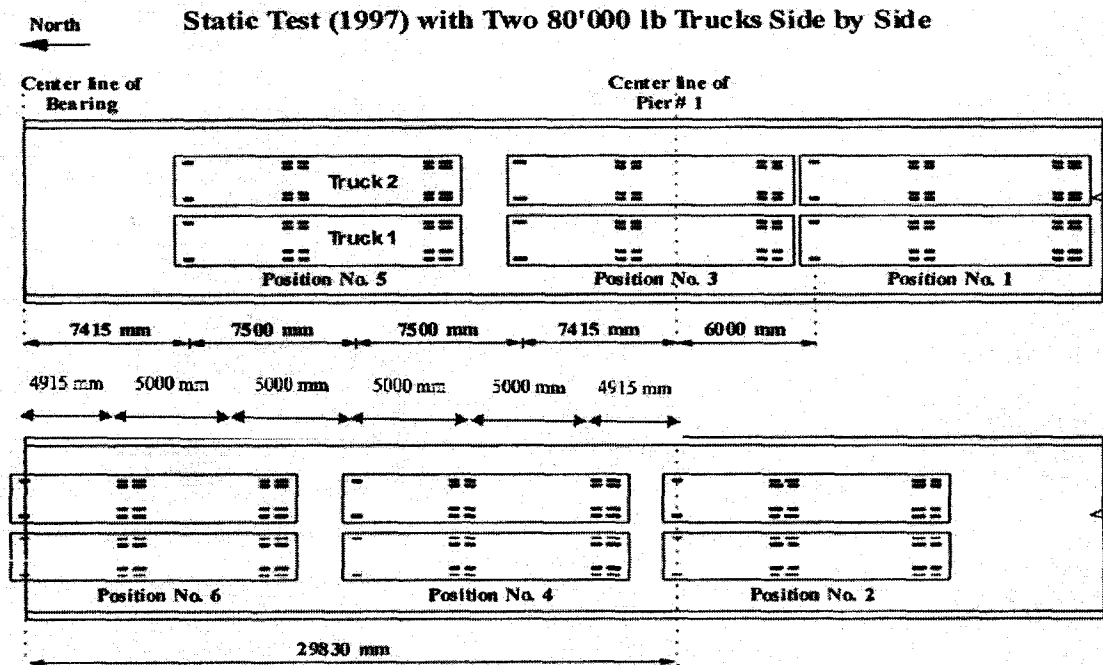 Static Test (1997) with Two 80'000 lb Trucks Side by Side
North
Center line of
Bearing
Center line of
Pier# 1
Truck 2
Truck 1
Position No. 5
Position No. 3
Position No. 1
7415 mm
7500 mm
7500 mm
7415 mm
6000 mm
4915 mm
5000 mm
5000 mm
5000 mm
5000 mm
4915 mm
Position No. 6
Position No. 4
Position No. 2
29830 mm